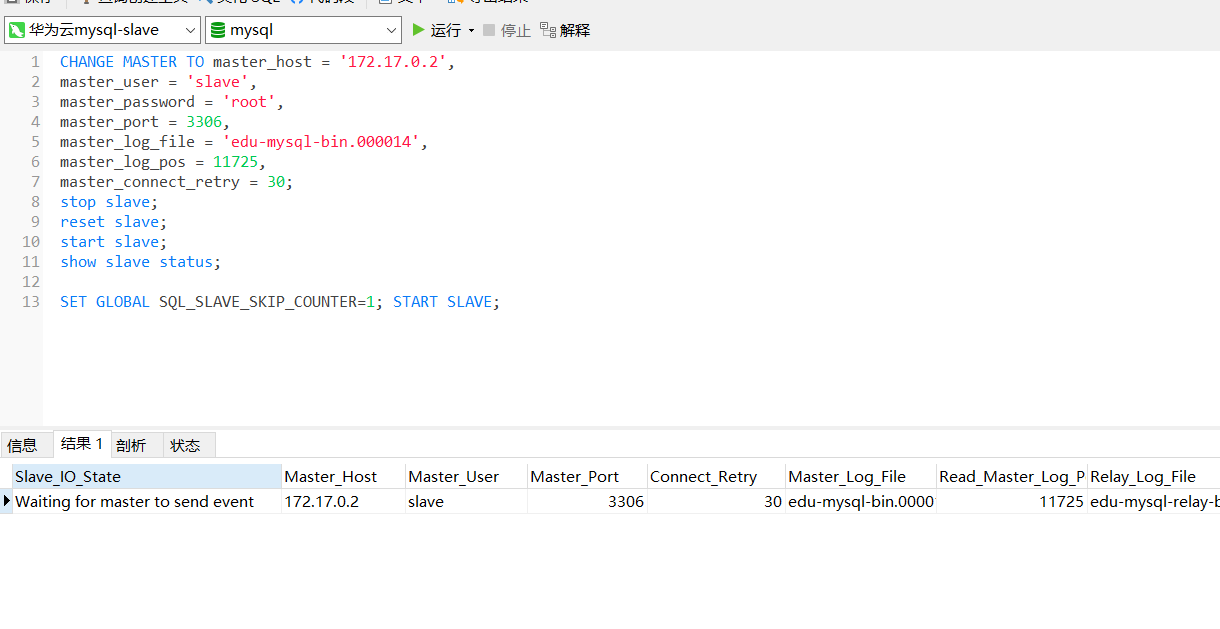 华为云mysql-slave mysql 运行 停止 解释
1 CHANGE MASTER TO master_host = '172.17.0.2',
2 master_user = 'slave',
3 master_password = 'root',
4 master_port = 3306,
5 master_log_file = 'edu-mysql-bin.000014',
6 master_log_pos = 11725,
7 master_connect_retry = 30;
8 stop slave;
9 reset slave;
10 start slave;
11 show slave status;
12
13 SET GLOBAL SQL_SLAVE_SKIP_COUNTER=1; START SLAVE;
信息 结果 1 剖析 状态
Slave_IO_State Master_Host Master_User Master_Port Connect_Retry Master_Log_File Read_Master_Log_P Relay_Log_File
Waiting for master to send event 172.17.0.2 slave 3306 30 edu-mysql-bin.0000 11725 edu-mysql-relay-b